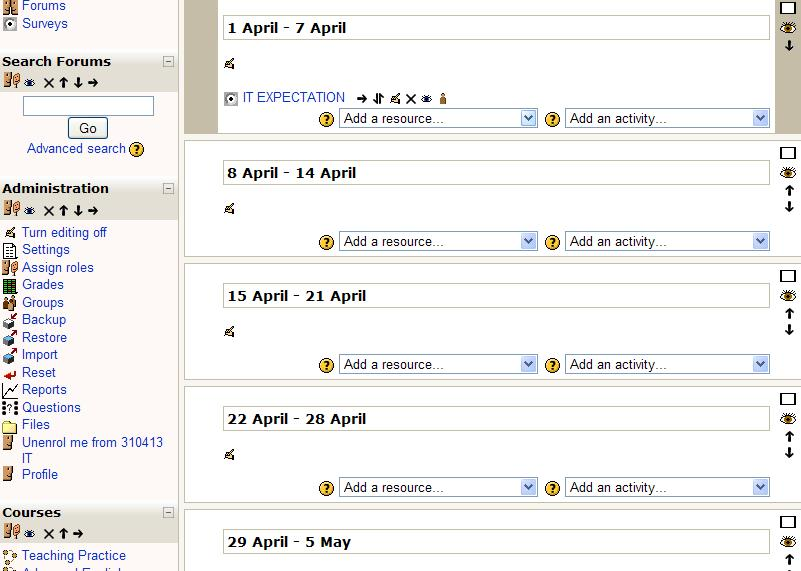 Forums
Surveys
Search Forums
Go
Advanced search ?
Administration
Turn editing off
Settings
Assign roles
Grades
Groups
Backup
Restore
Import
Reset
Reports
Questions
Files
Unenrol me from 310413
IT
Profile
Courses
Teaching Practice
1 April - 7 April
IT EXPECTATION
? Add a resource... ? Add an activity...
8 April - 14 April
? Add a resource... ? Add an activity...
15 April - 21 April
? Add a resource... ? Add an activity...
22 April - 28 April
? Add a resource... ? Add an activity...
29 April - 5 May